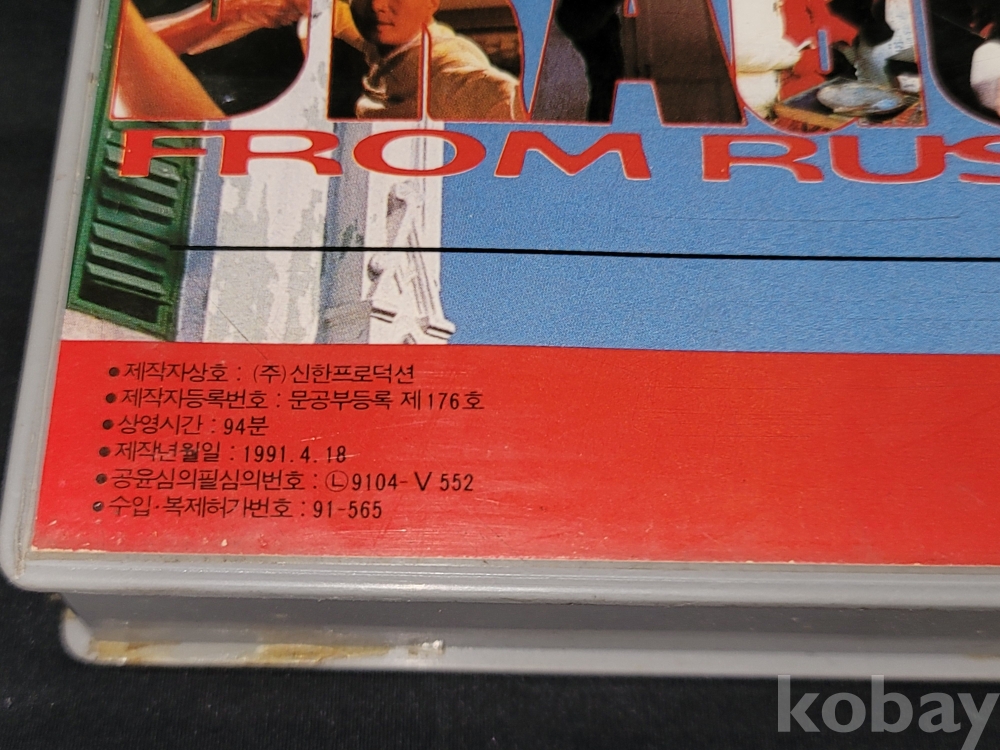 DRAG
FROM RUS
• 제작자상호 : (주)신한프로덕션
• 제작자등록번호 : 문공부등록 제176호
• 상영시간 : 94분
• 제작년월일 : 1991. 4. 18
• 공윤심의필심의번호 : Ⓛ9104-V 552
• 수입·복제허가번호 : 91-565
kobay